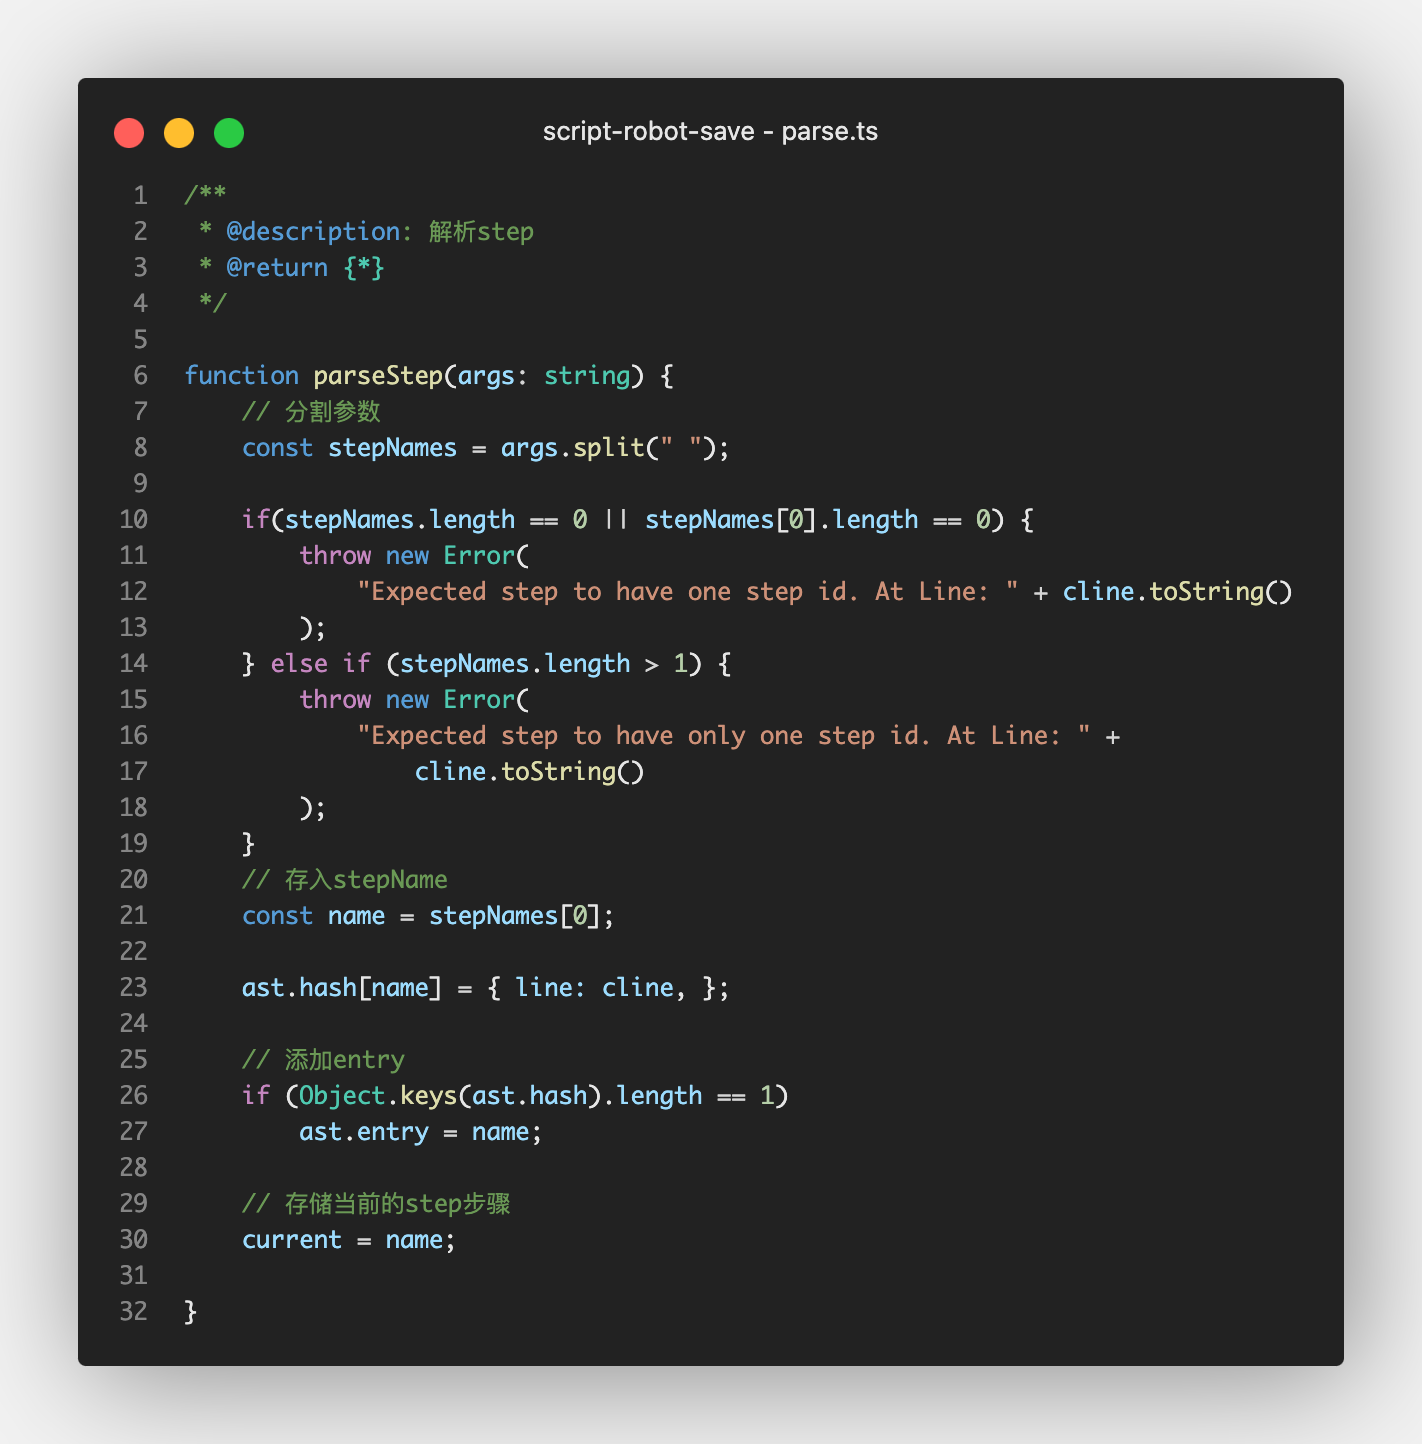 script-robot-save - parse.ts
1 /**
2  * @description: 解析step
3  * @return {*}
4  */
5
6 function parseStep(args: string) {
7     // 分割参数
8     const stepNames = args.split(" ");
9
10     if(stepNames.length == 0 || stepNames[0].length == 0) {
11         throw new Error(
12             "Expected step to have one step id. At Line: " + cline.toString()
13         );
14     } else if (stepNames.length > 1) {
15         throw new Error(
16             "Expected step to have only one step id. At Line: " +
17                 cline.toString()
18         );
19     }
20     // 存入stepName
21     const name = stepNames[0];
22
23     ast.hash[name] = { line: cline, };
24
25     // 添加entry
26     if (Object.keys(ast.hash).length == 1)
27         ast.entry = name;
28
29     // 存储当前的step步骤
30     current = name;
31
32 }